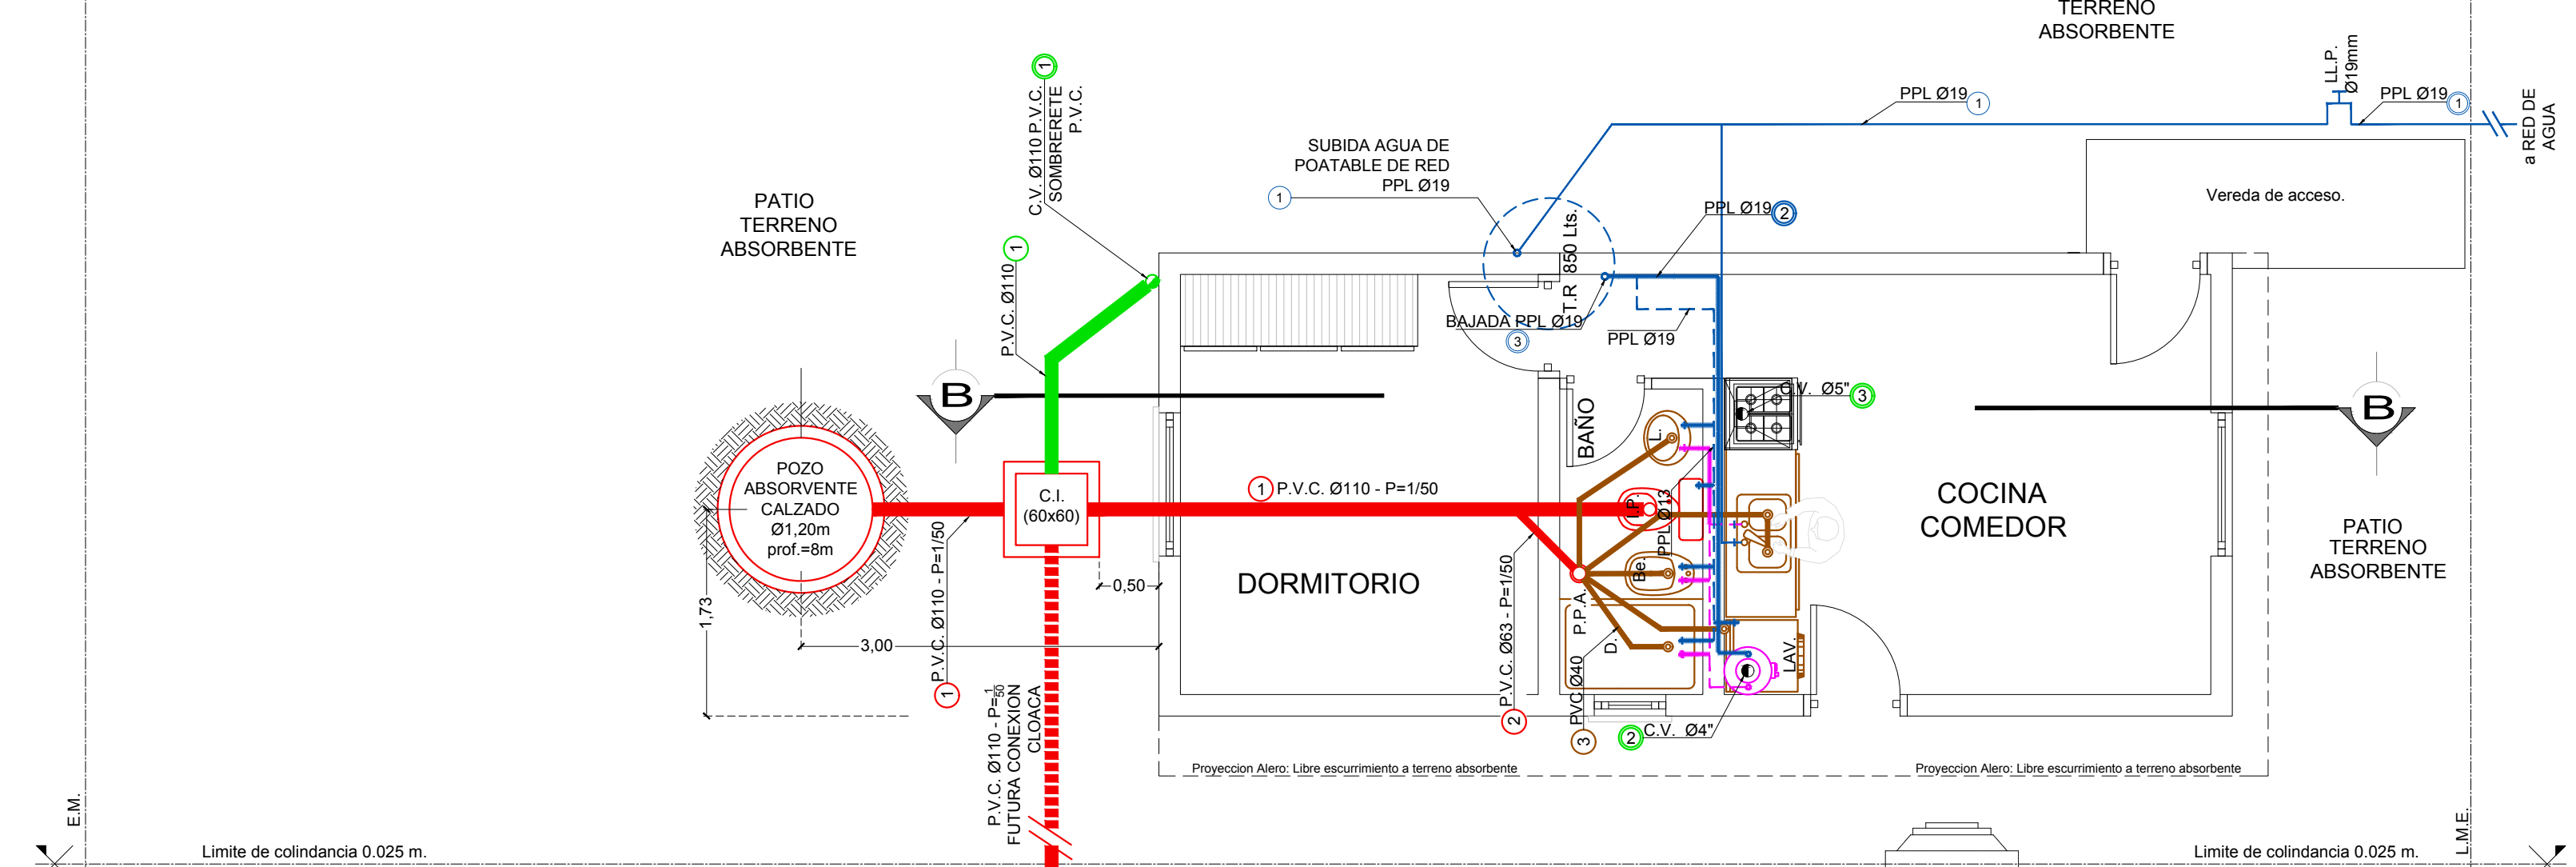 TERRENO
ABSORBENTE
LL.P.
Ø19mm
PPL Ø19
1
PPL Ø19
1
a RED DE
AGUA
1
C.V. Ø110 P.V.C.
SOMBRERETE
P.V.C.
SUBIDA AGUA DE
POATABLE DE RED
PPL Ø19
1
PATIO
TERRENO
ABSORBENTE
Vereda de acceso.
PPL Ø19
2
T.R 850 Lts.
1
P.V.C. Ø110
BAJADA PPL Ø19
3
PPL Ø19
B
C.V. Ø5"
3
B
BAÑO
L.
POZO
ABSORVENTE
CALZADO
Ø1,20m
prof.=8m
C.I.
(60x60)
1
P.V.C. Ø110 - P=1/50
I.P.
PPL Ø13
COCINA
COMEDOR
PATIO
TERRENO
ABSORBENTE
P.V.C. Ø110 - P=1/50
1
0,50
DORMITORIO
Be.
P.P.A.
D.
1,73
3,00
P.V.C. Ø63 - P=1/50
2
PVC Ø40
3
LAV.
2
C.V. Ø4"
P.V.C. Ø110 - P=1/50
FUTURA CONEXION
CLOACA
Proyeccion Alero: Libre escurrimiento a terreno absorbente
Proyeccion Alero: Libre escurrimiento a terreno absorbente
E.M.
L.M.E.
Limite de colindancia 0.025 m.
Limite de colindancia 0.025 m.